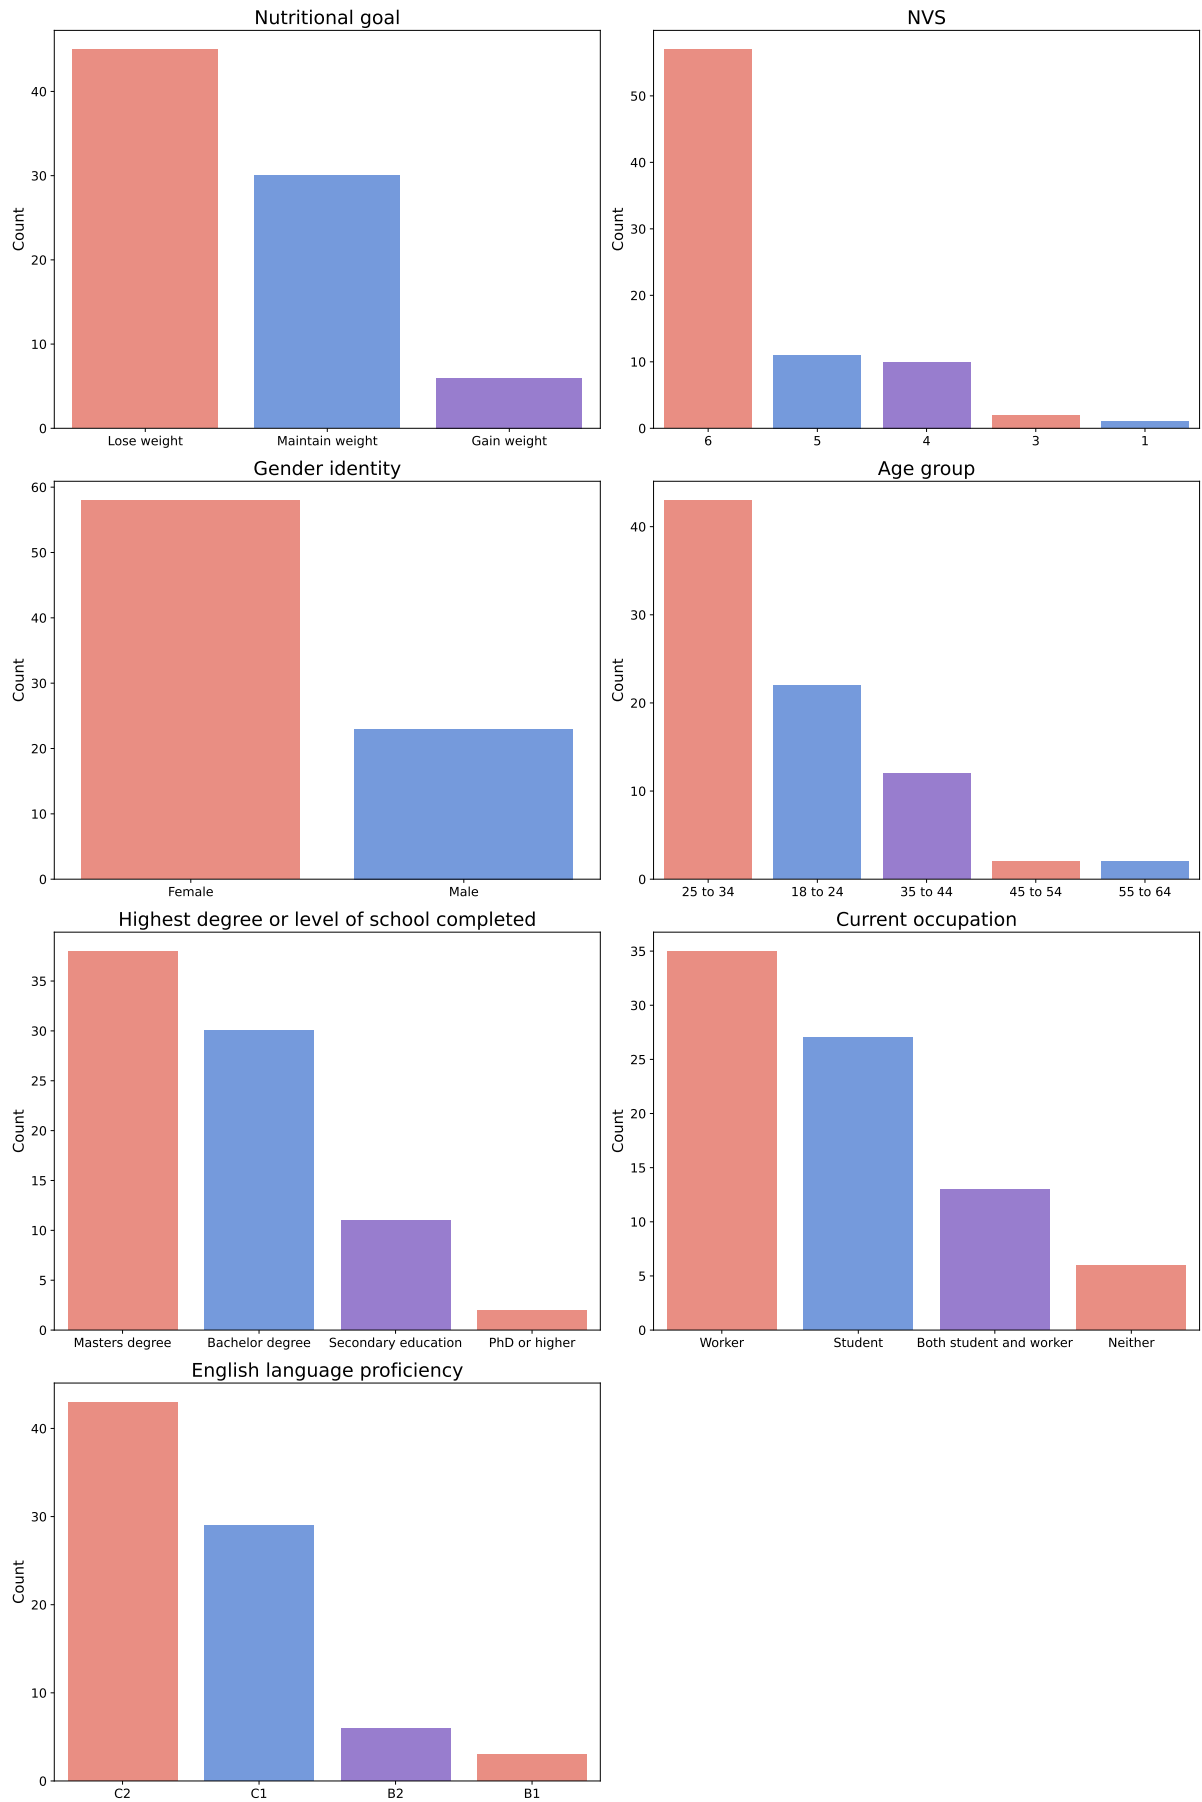 Nutritional goal
Count
40
30
20
10
0
Lose weight Maintain weight Gain weight
NVS
Count
50
40
30
20
10
0
6 5 4 3 1
Gender identity
Count
60
50
40
30
20
10
0
Female Male
Age group
Count
40
30
20
10
0
25 to 34 18 to 24 35 to 44 45 to 54 55 to 64
Highest degree or level of school completed
Count
35
30
25
20
15
10
5
0
Masters degree Bachelor degree Secondary education PhD or higher
Current occupation
Count
35
30
25
20
15
10
5
0
Worker Student Both student and worker Neither
English language proficiency
Count
40
30
20
10
0
C2 C1 B2 B1